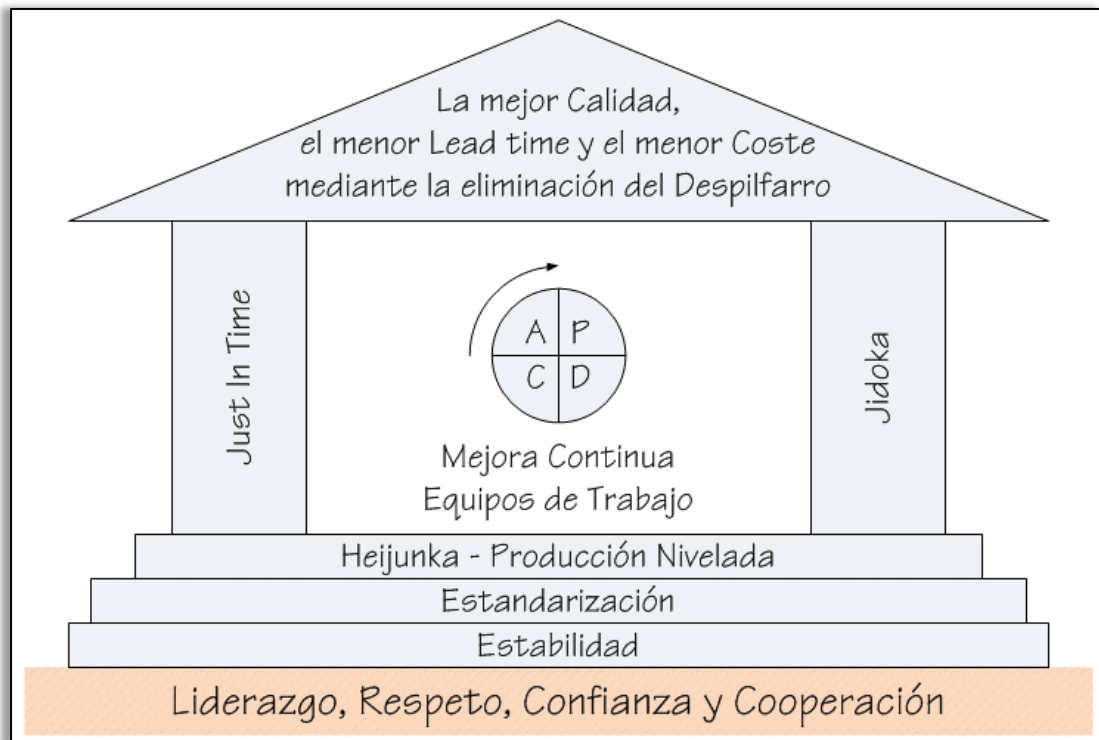 La mejor Calidad,
el menor Lead time y el menor Coste
mediante la eliminación del Despilfarro
Just In Time
A P
C D
Mejora Continua
Equipos de Trabajo
Jidoka
Heijunka - Producción Nivelada
Estandarización
Estabilidad
Liderazgo, Respeto, Confianza y Cooperación